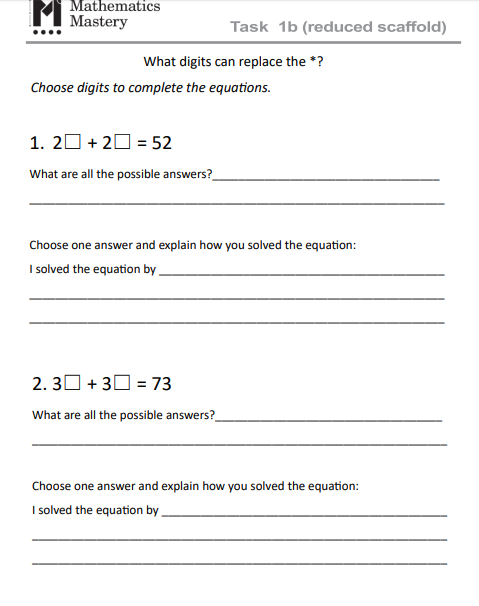 Mathematics
Mastery
Task 1b (reduced scaffold)
What digits can replace the *?
Choose digits to complete the equations.
1. 2□ + 2□ = 52
What are all the possible answers?
Choose one answer and explain how you solved the equation:
I solved the equation by
2. 3□ + 3□ = 73
What are all the possible answers?
Choose one answer and explain how you solved the equation:
I solved the equation by